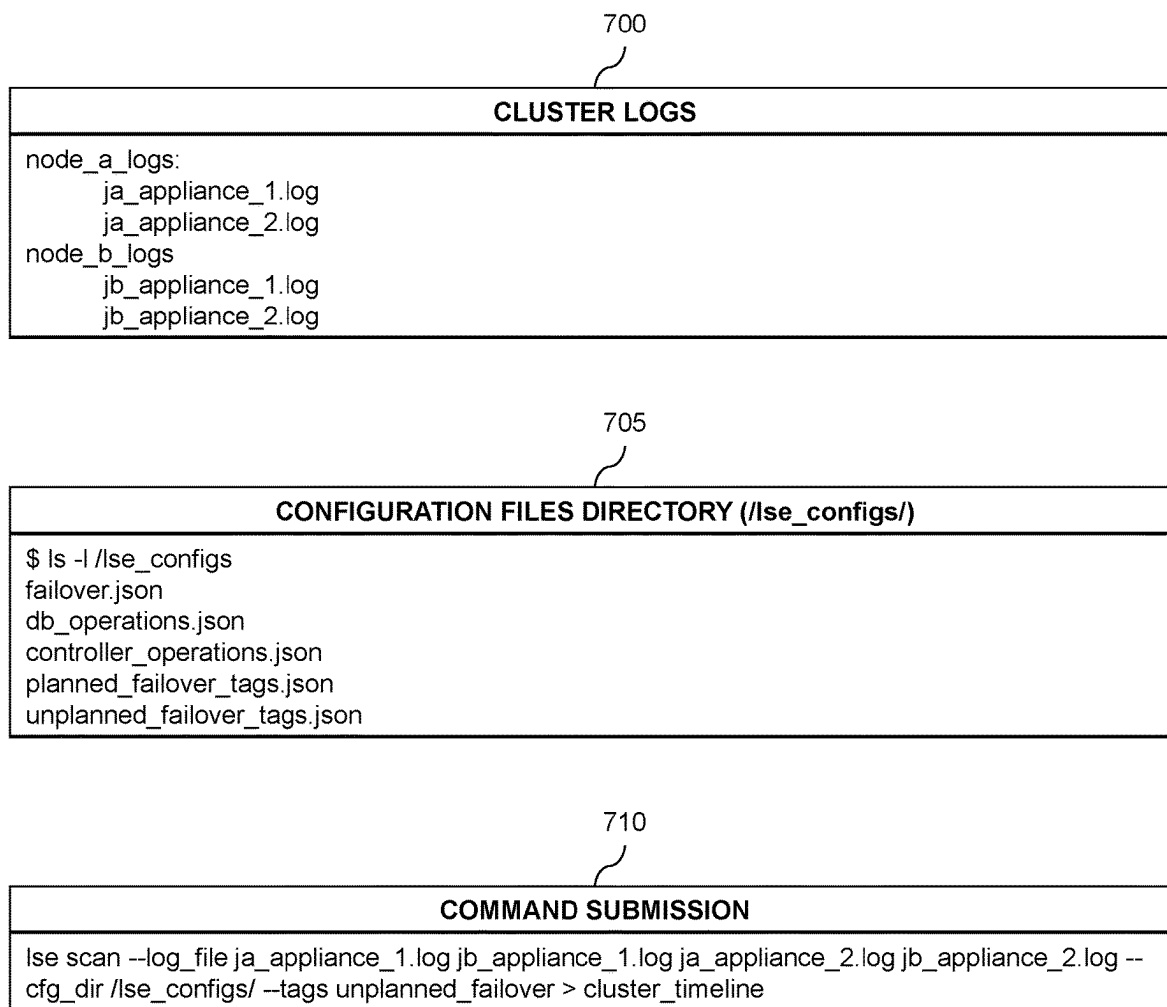 700
CLUSTER LOGS
node_a_logs:
ja_appliance_1.log
ja_appliance_2.log
node_b_logs
jb_appliance_1.log
jb_appliance_2.log
705
CONFIGURATION FILES DIRECTORY (/lse_configs/)
$ ls -l /lse_configs
failover.json
db_operations.json
controller_operations.json
planned_failover_tags.json
unplanned_failover_tags.json
710
COMMAND SUBMISSION
lse scan --log_file ja_appliance_1.log jb_appliance_1.log ja_appliance_2.log jb_appliance_2.log --
cfg_dir /lse_configs/ --tags unplanned_failover > cluster_timeline